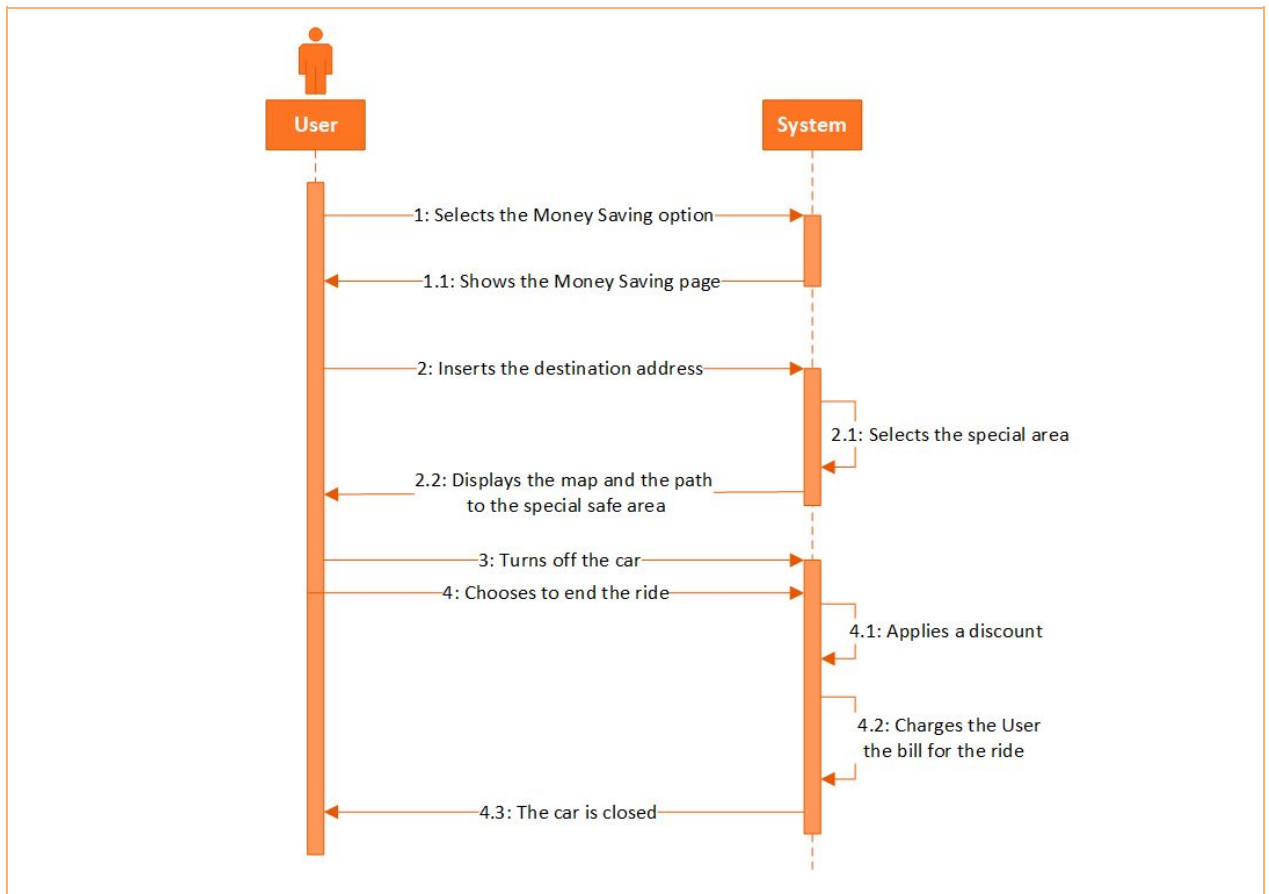 User
System
1: Selects the Money Saving option
1.1: Shows the Money Saving page
2: Inserts the destination address
2.1: Selects the special area
2.2: Displays the map and the path
to the special safe area
3: Turns off the car
4: Chooses to end the ride
4.1: Applies a discount
4.2: Charges the User
the bill for the ride
4.3: The car is closed